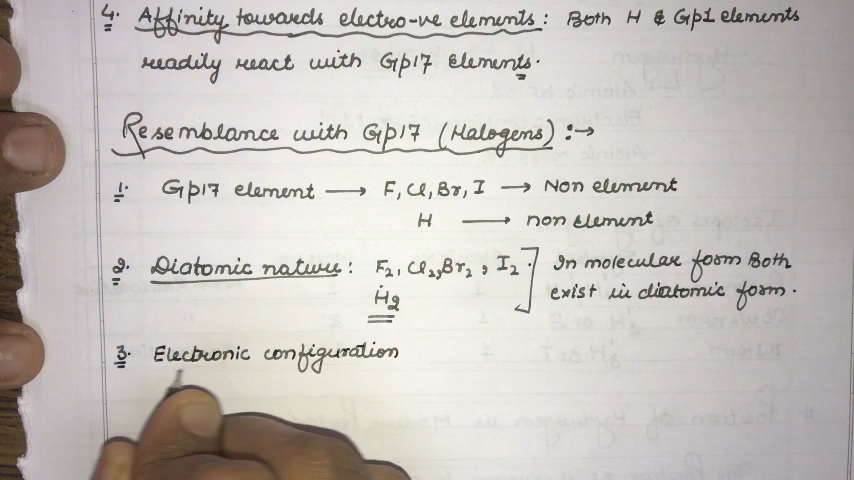 4. Affinity towards electro-ve elements : Both H & Gp1 elements
readily react with Gp17 elements.
Resemblance with Gp17 (Halogens) :→
1. Gp17 element → F, Cl, Br, I → Non element
H → non element
2. Diatomic nature : F₂, Cl₂, Br₂, I₂ ] In molecular form Both
H₂ exist in diatomic form.
3. Electronic configuration